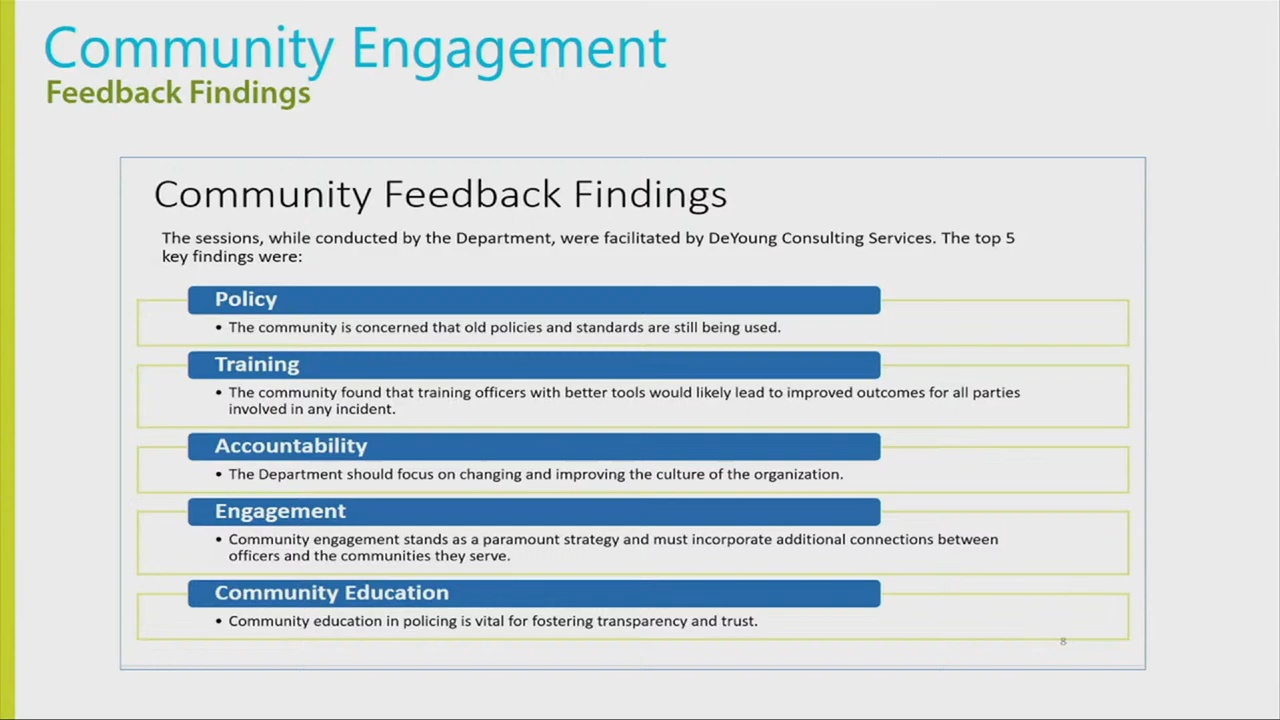 Community Engagement
Feedback Findings
Community Feedback Findings
The sessions, while conducted by the Department, were facilitated by DeYoung Consulting Services. The top 5
key findings were:
Policy
• The community is concerned that old policies and standards are still being used.
Training
• The community found that training officers with better tools would likely lead to improved outcomes for all parties
involved in any incident.
Accountability
• The Department should focus on changing and improving the culture of the organization.
Engagement
• Community engagement stands as a paramount strategy and must incorporate additional connections between
officers and the communities they serve.
Community Education
• Community education in policing is vital for fostering transparency and trust.
8